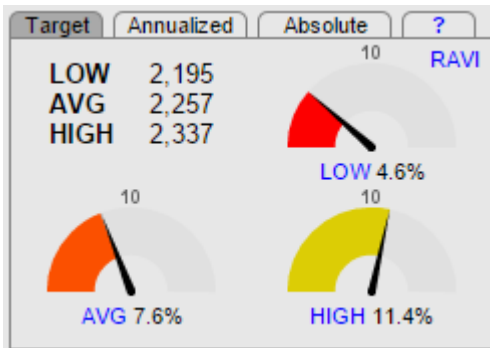 Target Annualized Absolute ?
10 RAVI
LOW 2,195
AVG 2,257
HIGH 2,337
LOW 4.6%
10 10
AVG 7.6% HIGH 11.4%